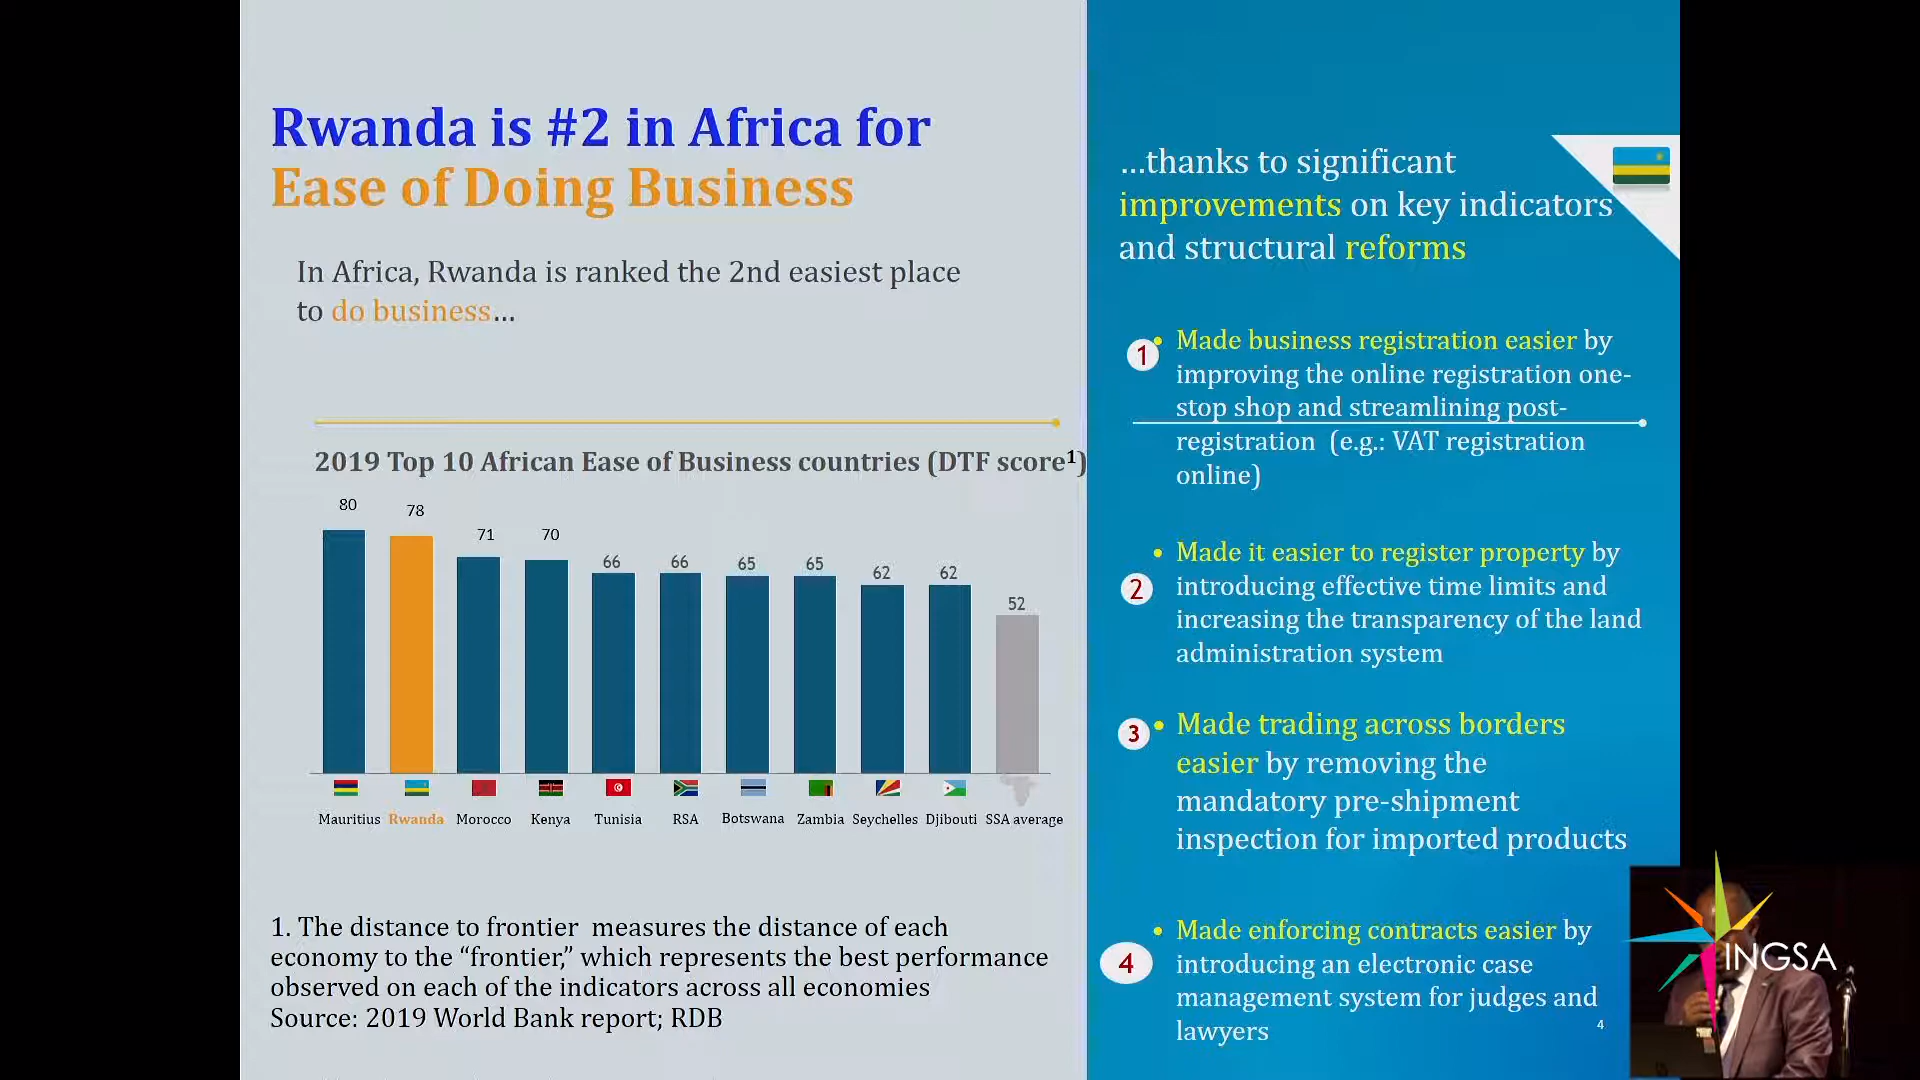 Rwanda is #2 in Africa for
Ease of Doing Business
In Africa, Rwanda is ranked the 2nd easiest place
to do business...
2019 Top 10 African Ease of Business countries (DTF score¹)
80 78 71 70 66 66 65 65 62 62 52
Mauritius Rwanda Morocco Kenya Tunisia RSA Botswana Zambia Seychelles Djibouti SSA average
1. The distance to frontier measures the distance of each
economy to the “frontier,” which represents the best performance
observed on each of the indicators across all economies
Source: 2019 World Bank report; RDB
...thanks to significant
improvements on key indicators
and structural reforms
1
• Made business registration easier by
improving the online registration one-
stop shop and streamlining post-
registration (e.g.: VAT registration
online)
2
• Made it easier to register property by
introducing effective time limits and
increasing the transparency of the land
administration system
3
• Made trading across borders
easier by removing the
mandatory pre-shipment
inspection for imported products
4
• Made enforcing contracts easier by
introducing an electronic case
management system for judges and
lawyers
4
INGSA